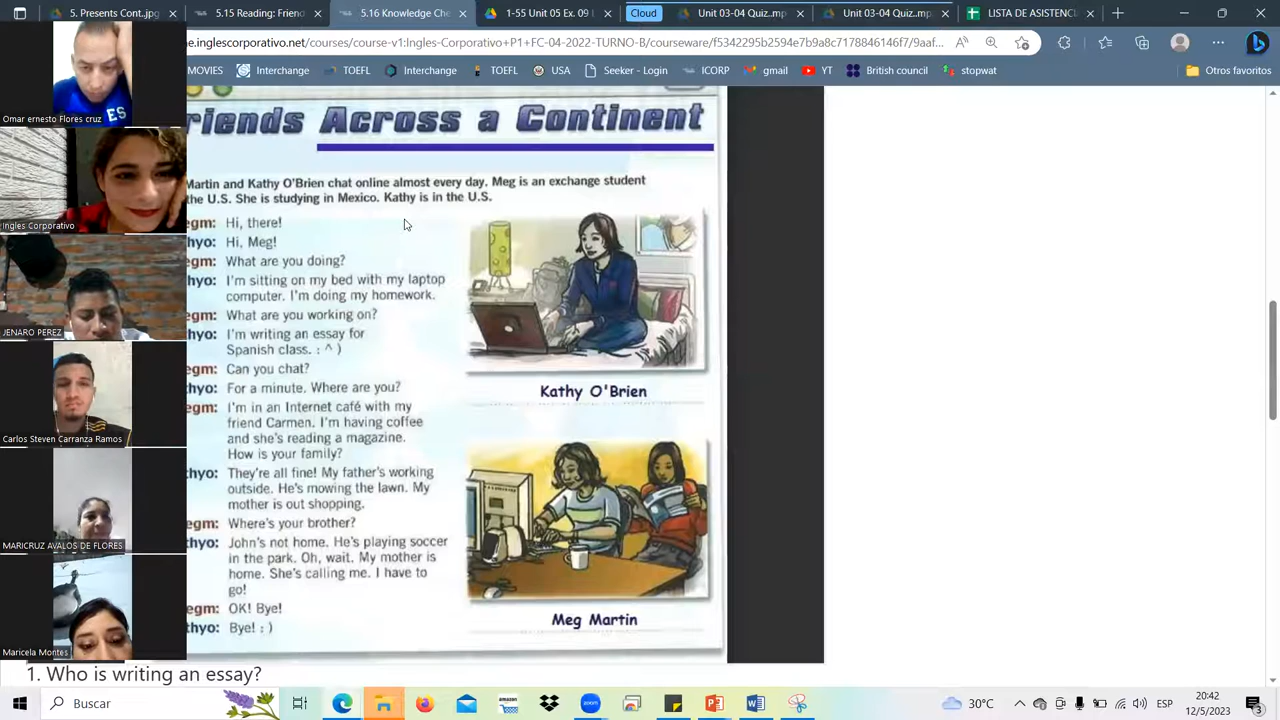 5. Presents Cont..jpg
5.15 Reading: Friend
5.16 Knowledge Che
1-55 Unit 05 Ex. 09 I
Cloud
Unit 03-04 Quiz..mp
Unit 03-04 Quiz.mp
LISTA DE ASISTENC
e.inglescorporativo.net/courses/course-v1:Ingles-Corporativo+P1+FC-04-2022-TURNO-B/courseware/f5342295b2594e7b9a8c7178846146f7/9aaf...
MOVIES
Interchange
TOEFL
Interchange
TOEFL
USA
Seeker - Login
ICORP
gmail
YT
British council
stopwat
Otros favoritos
riends Across a Continent
Martin and Kathy O'Brien chat online almost every day. Meg is an exchange student
the U.S. She is studying in Mexico. Kathy is in the U.S.
egm: Hi, there!
thyo: Hi, Meg!
egm: What are you doing?
thyo: I'm sitting on my bed with my laptop
computer. I'm doing my homework.
egm: What are you working on?
thyo: I'm writing an essay for
Spanish class. : ^ )
egm: Can you chat?
thyo: For a minute. Where are you?
egm: I'm in an Internet café with my
friend Carmen. I'm having coffee
and she's reading a magazine.
How is your family?
thyo: They're all fine! My father's working
outside. He's mowing the lawn. My
mother is out shopping.
egm: Where's your brother?
thyo: John's not home. He's playing soccer
in the park. Oh, wait. My mother is
home. She's calling me. I have to
go!
egm: OK! Bye!
thyo: Bye! : )
Kathy O'Brien
Meg Martin
1. Who is writing an essay?
ES
Omar ernesto Flores cruz
Ingles Corporativo
JENARO PEREZ
Carlos Steven Carranza Ramos
MARICRUZ AVALOS DE FLORES
Maricela Montes
Buscar
amazon
zoom
30°C
ESP
20:42
12/5/2023
3